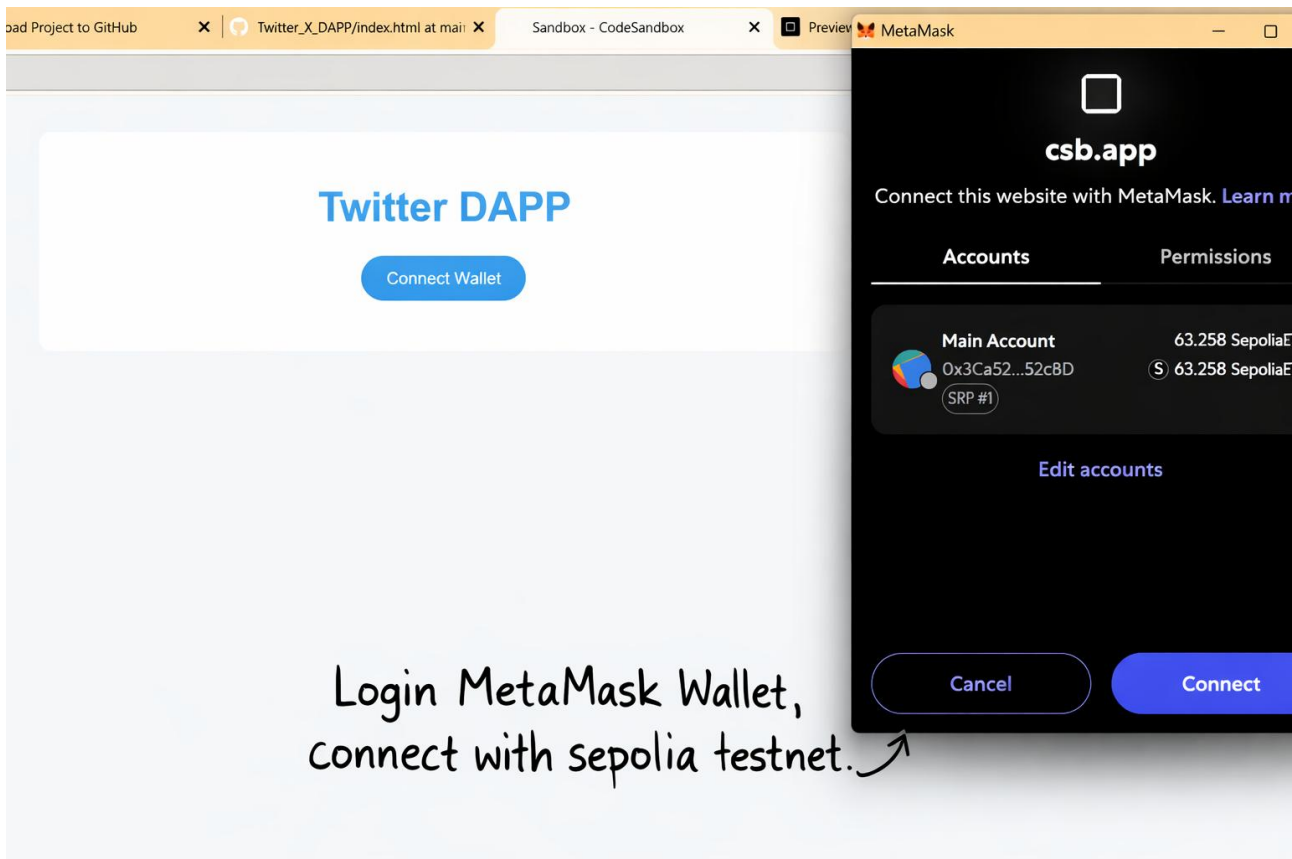 oad Project to GitHub
Twitter_X_DAPP/index.html at mai
Sandbox - CodeSandbox
Preview
MetaMask
csb.app
Connect this website with MetaMask. Learn m
Accounts Permissions
Main Account 63.258 SepoliaE
0x3Ca52...52cBD S 63.258 SepoliaE
SRP #1
Edit accounts
Cancel Connect
Twitter DAPP
Connect Wallet
Login MetaMask Wallet,
connect with sepolia testnet.